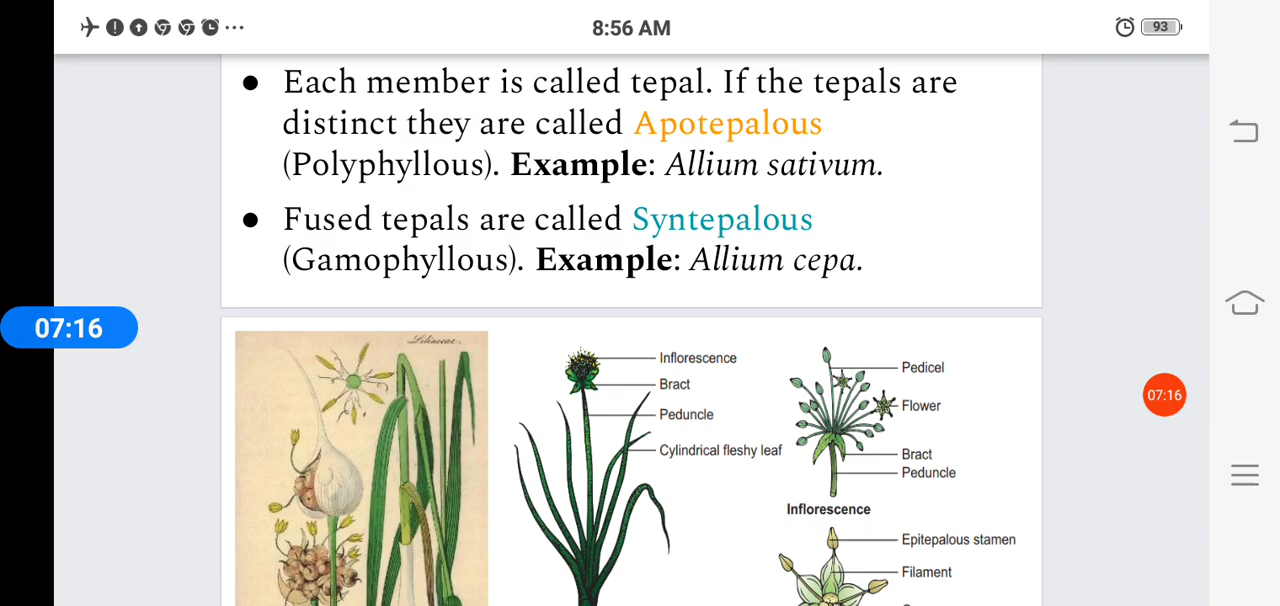 8:56 AM
93
● Each member is called tepal. If the tepals are
distinct they are called Apotepalous
(Polyphyllous). Example: Allium sativum.
● Fused tepals are called Syntepalous
(Gamophyllous). Example: Allium cepa.
07:16
07:16
Liliaceae.
Inflorescence
Bract
Peduncle
Cylindrical fleshy leaf
Pedicel
Flower
Bract
Peduncle
Inflorescence
Epitepalous stamen
Filament